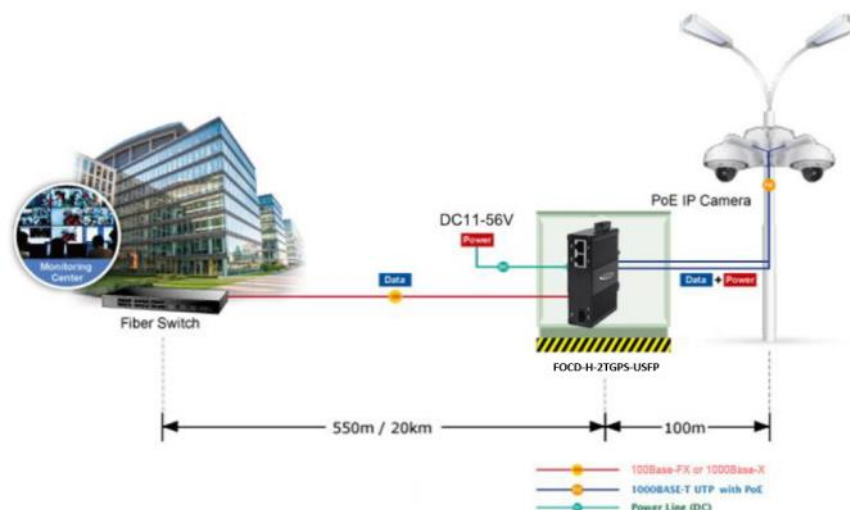 PoE IP Camera
DC11-56V
Power
Monitoring
Center
Data
Data + Power
Fiber Switch
FOCD-H-2TGPS-USFP
550m / 20km
100m
100Base-FX or 1000Base-X
1000BASE-T UTP with PoE
Power Line (DC)